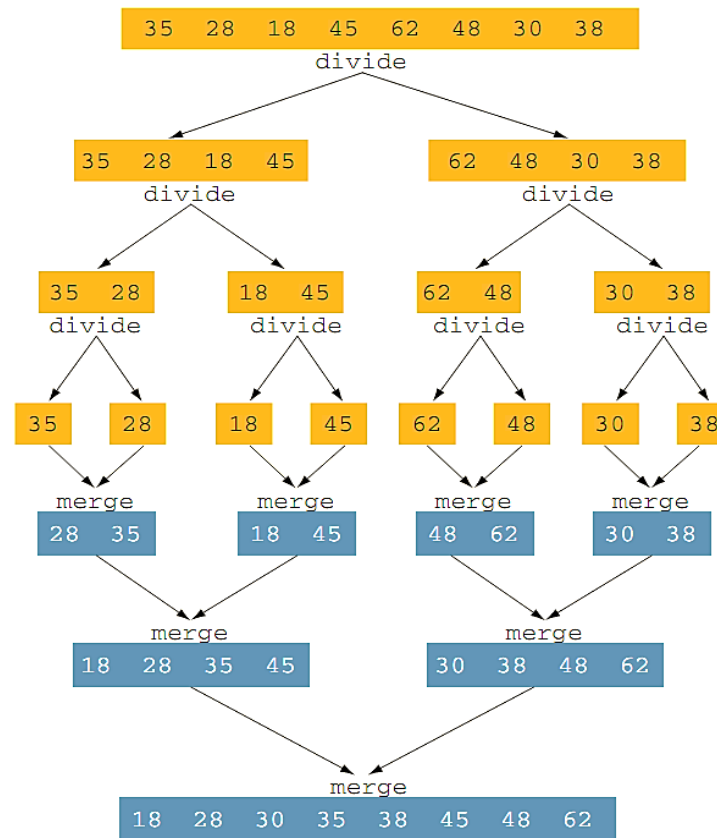 35 28 18 45 62 48 30 38
divide
35 28 18 45 62 48 30 38
divide divide
35 28 18 45 62 48 30 38
divide divide divide divide
35 28 18 45 62 48 30 38
merge merge merge merge
28 35 18 45 48 62 30 38
merge merge
18 28 35 45 30 38 48 62
merge
18 28 30 35 38 45 48 62